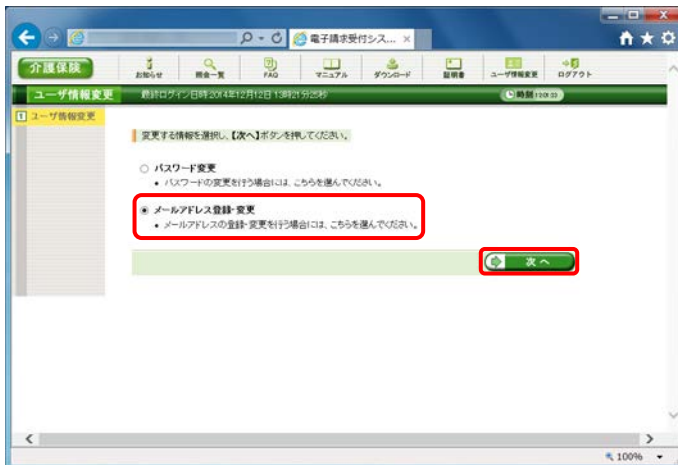 電子請求受付シス... ×
介護保険
お知らせ
照会一覧
FAQ
マニュアル
ダウンロード
証明書
ユーザ情報変更
ログアウト
ユーザ情報変更
最終ログイン日時 2014年12月12日 13時21分25秒
時刻
1 ユーザ情報変更
変更する情報を選択し、【次へ】ボタンを押してください。
パスワード変更
• パスワードの変更を行う場合には、こちらを選んでください。
メールアドレス登録・変更
• メールアドレスの登録・変更を行う場合には、こちらを選んでください。
次へ
100%